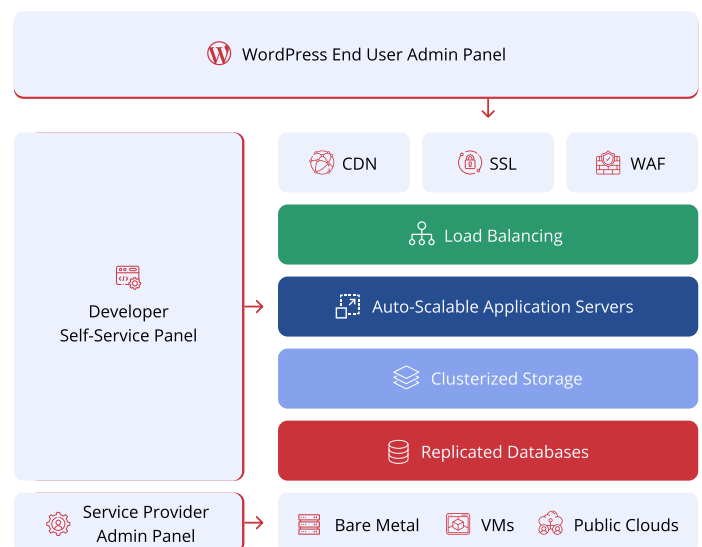 WordPress End User Admin Panel
CDN
SSL
WAF
Load Balancing
Developer
Self-Service Panel
Auto-Scalable Application Servers
Clusterized Storage
Replicated Databases
Service Provider
Admin Panel
Bare Metal
VMs
Public Clouds